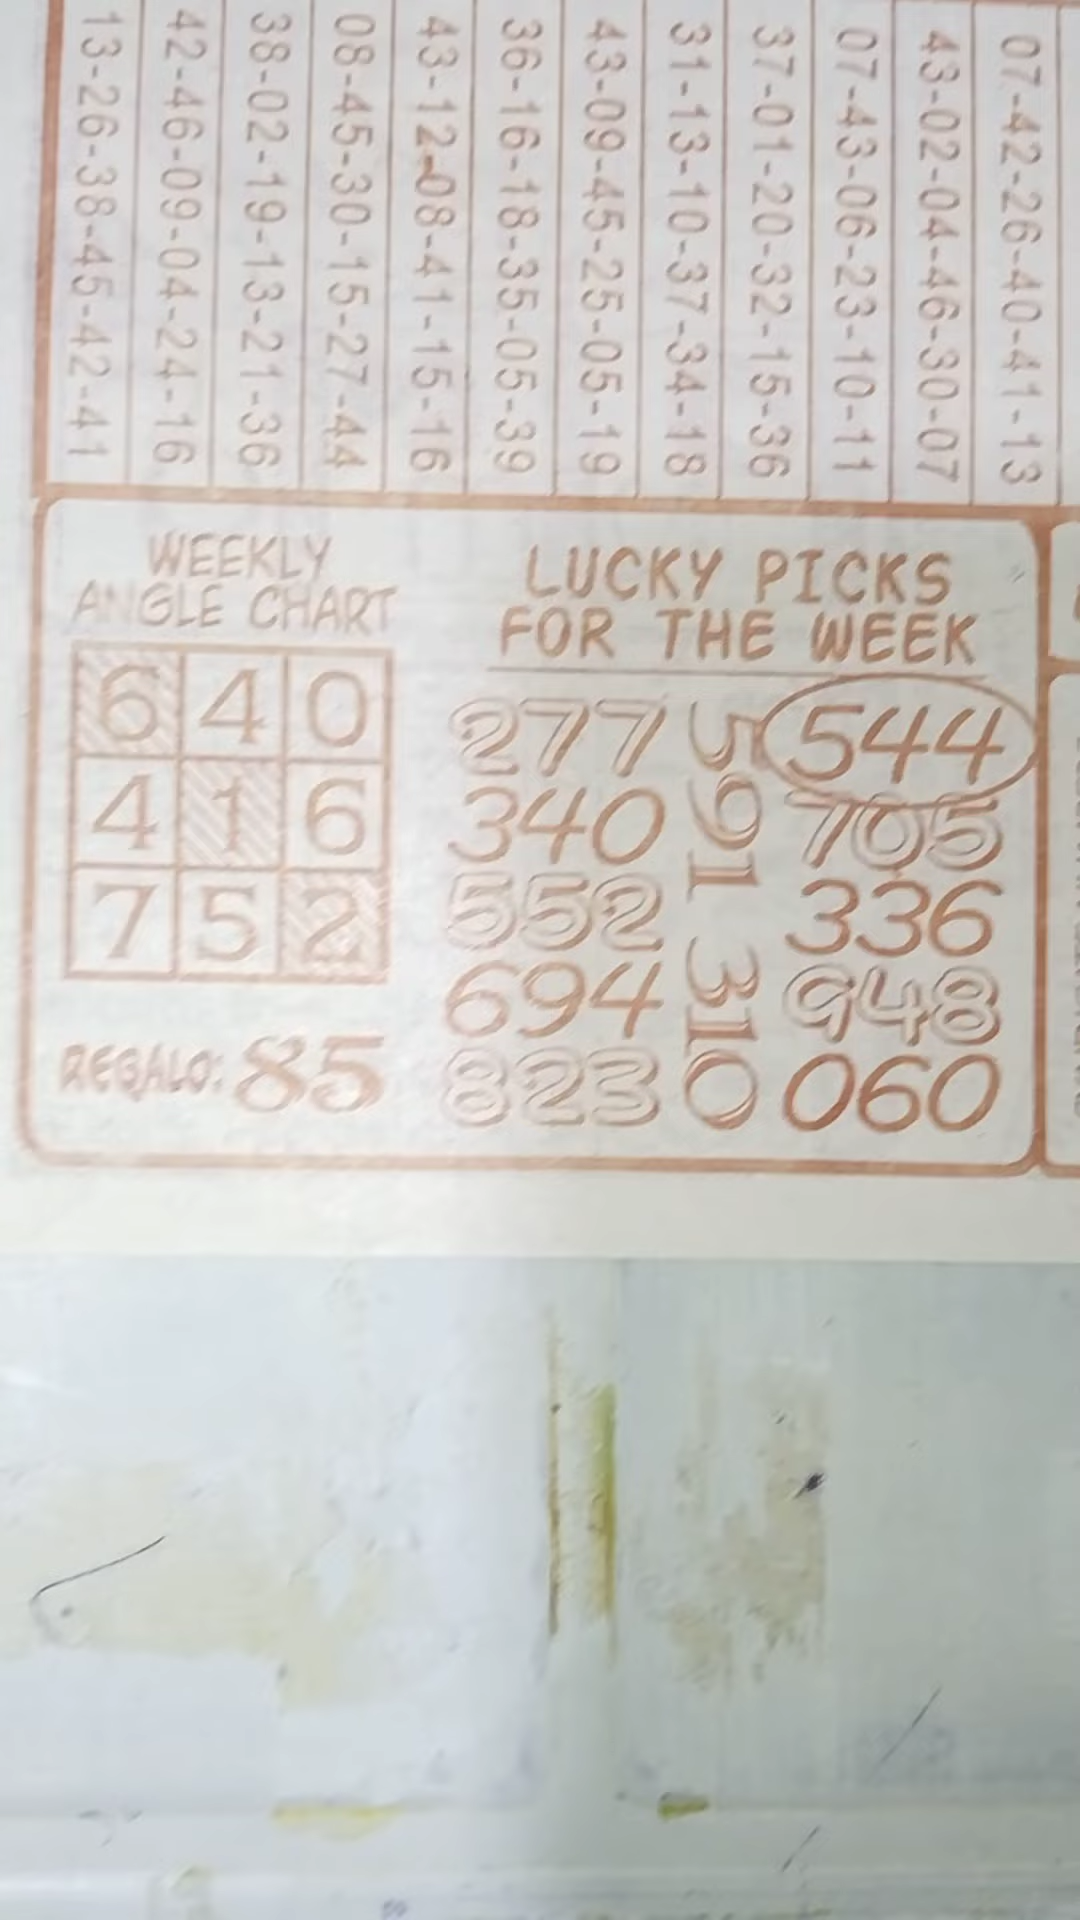 07-42-26-40-41-13
43-02-04-46-30-07
07-43-06-23-10-11
37-01-20-32-15-36
31-13-10-37-34-18
43-09-45-25-05-19
36-16-18-35-05-39
43-12-08-41-15-16
08-45-30-15-27-44
38-02-19-13-21-36
42-46-09-04-24-16
13-26-38-45-42-41
WEEKLY
ANGLE CHART
6 4 0
4 1 6
7 5 2
REGALO: 85
LUCKY PICKS
FOR THE WEEK
277 5 544
340 91 705
552 336
694 31 948
823 0 060